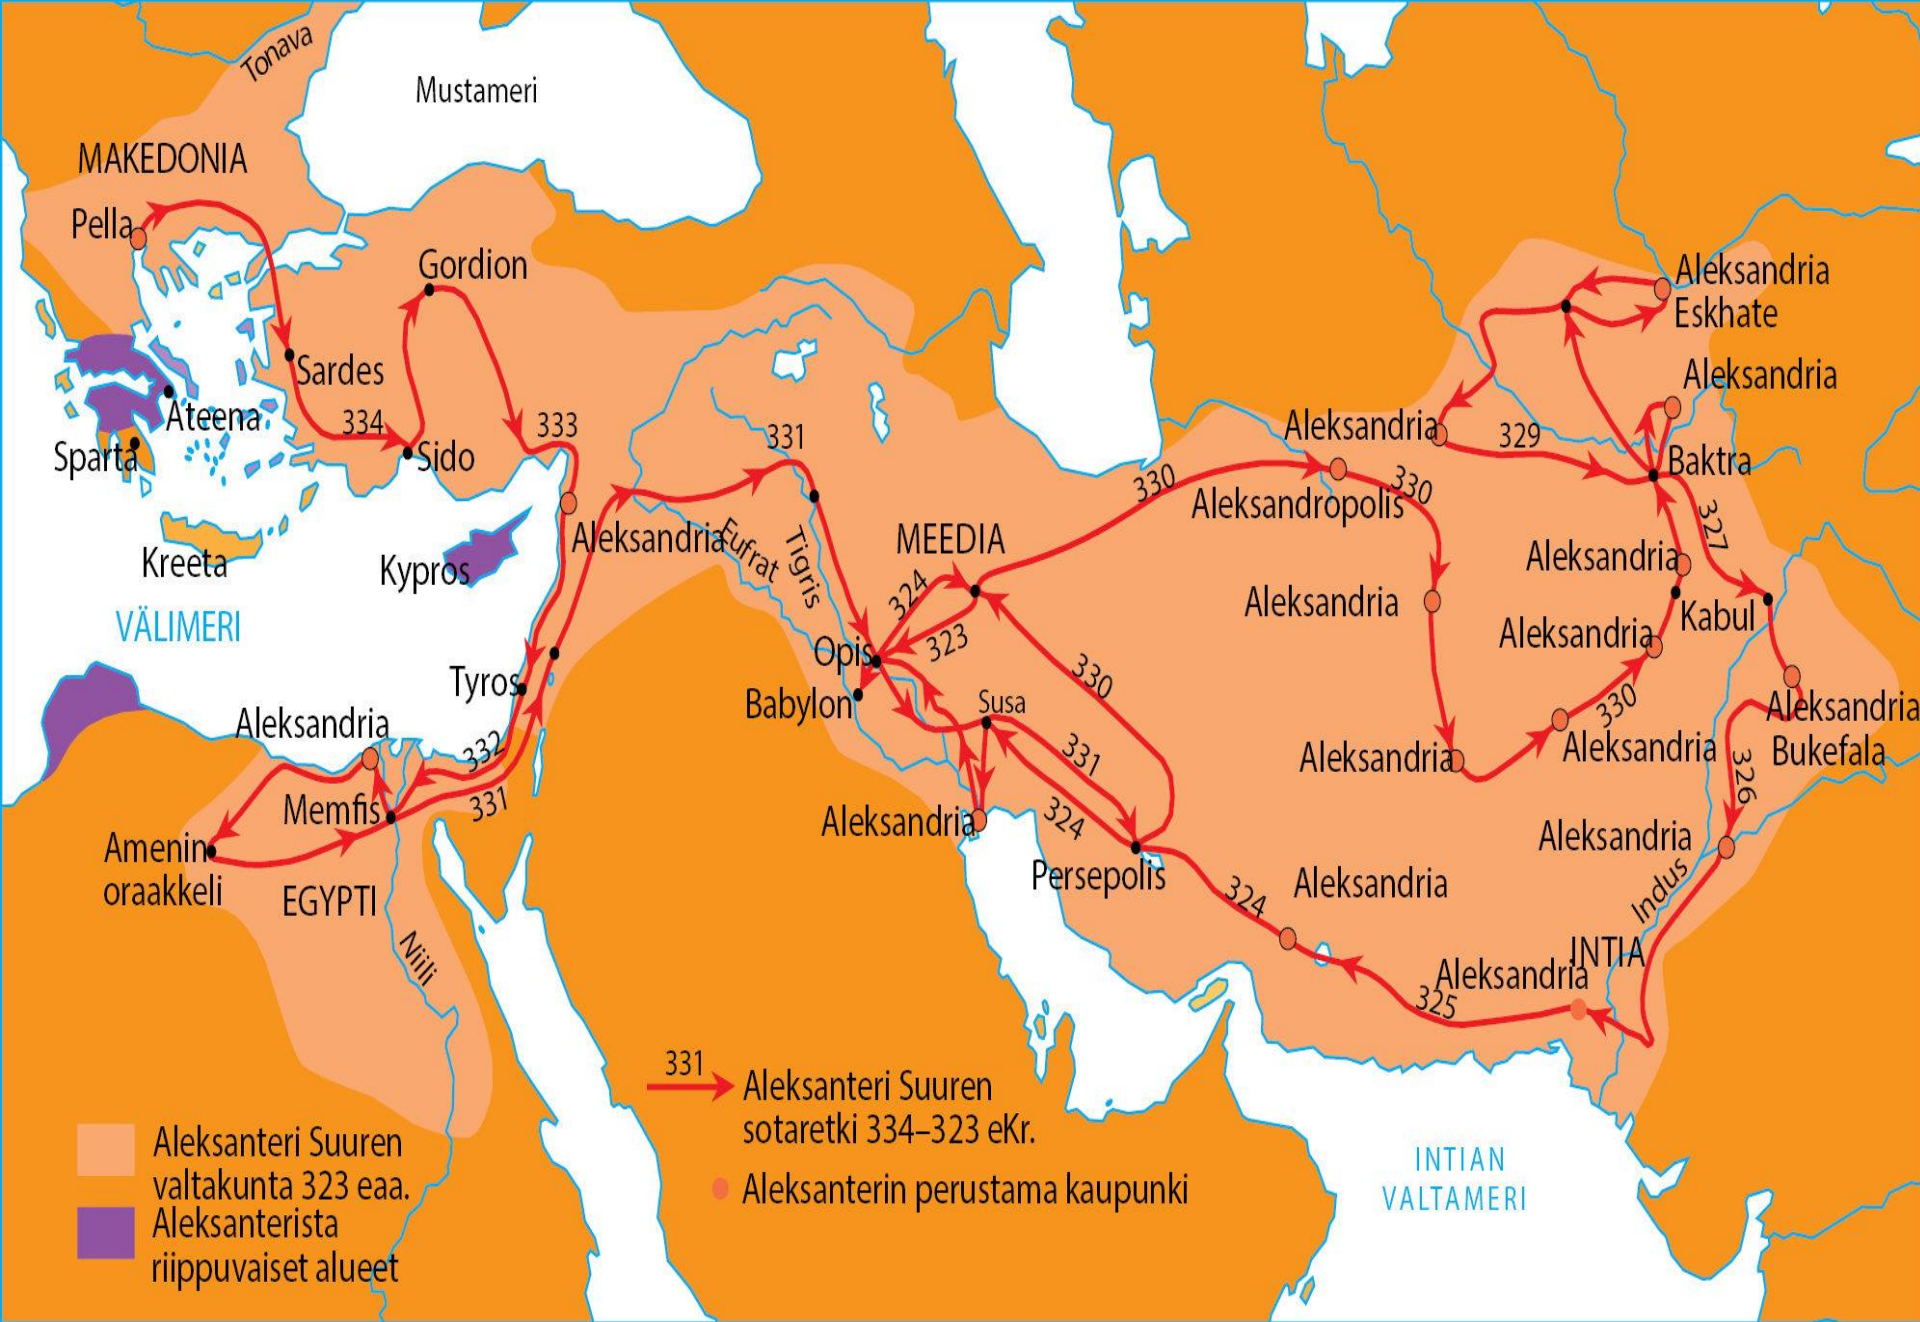 Tonava
Mustameri
MAKEDONIA
Pella
Gordion
Sardes
334
Sido
333
Ateena
Sparta
Kreeta
Kypros
VÄLIMERI
Aleksandria
Eufrat
Tigris
331
MEEDIA
324
323
Opis
Babylon
Tyros
Aleksandria
332
331
Memfis
Amenin
oraakkeli
EGYPTI
Niili
Susa
330
331
324
Aleksandria
Persepolis
330
Aleksandropolis
330
Aleksandria
329
Aleksandria
Eskhate
Aleksandria
Baktra
327
Aleksandria
Kabul
Aleksandria
Aleksandria
330
Aleksandria
Aleksandria
Aleksandria
Bukefala
326
Aleksandria
Indus
INTIA
Aleksandria
324
Aleksandria
325
331
Aleksanteri Suuren
sotaretki 334–323 eKr.
Aleksanterin perustama kaupunki
Aleksanteri Suuren
valtakunta 323 eaa.
Aleksanterista
riippuvaiset alueet
INTIAN
VALTAMERI